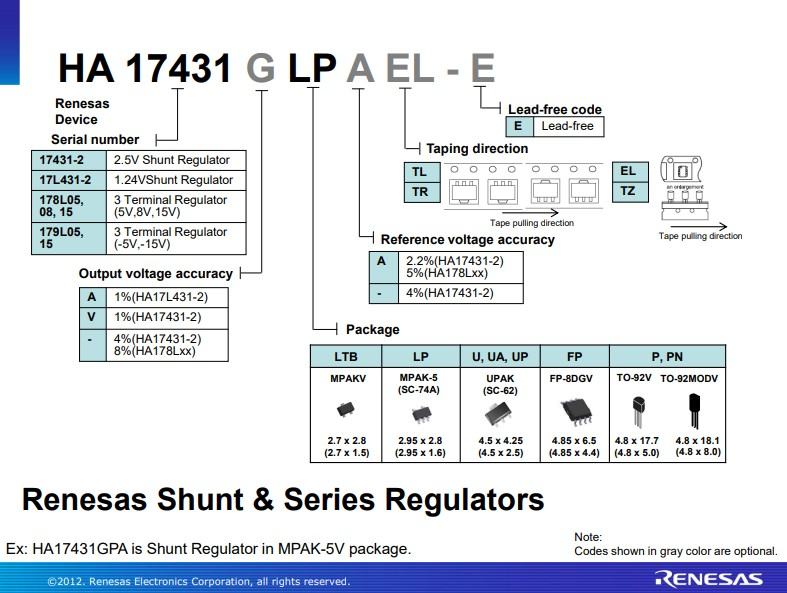 HA 17431 G LP A EL - E
Renesas
Device
Serial number
17431-2 2.5V Shunt Regulator
17L431-2 1.24VShunt Regulator
178L05, 08, 15 3 Terminal Regulator (5V,8V,15V)
179L05, 15 3 Terminal Regulator (-5V,-15V)
Output voltage accuracy
A 1%(HA17L431-2)
V 1%(HA17431-2)
- 4%(HA17431-2)
8%(HA178Lxx)
Lead-free code
E Lead-free
Taping direction
TL
TR
Tape pulling direction
EL
TZ
an enlargement
Tape pulling direction
Reference voltage accuracy
A 2.2%(HA17431-2)
5%(HA178Lxx)
- 4%(HA17431-2)
Package
LTB LP U, UA, UP FP P, PN
MPAKV MPAK-5 (SC-74A) UPAK (SC-62) FP-8DGV TO-92V TO-92MODV
2.7 x 2.8 2.95 x 2.8 4.5 x 4.25 4.85 x 6.5 4.8 x 17.7 4.8 x 18.1
(2.7 x 1.5) (2.95 x 1.6) (4.5 x 2.5) (4.85 x 4.4) (4.8 x 5.0) (4.8 x 8.0)
Renesas Shunt & Series Regulators
Ex: HA17431GPA is Shunt Regulator in MPAK-5V package.
Note:
Codes shown in gray color are optional.
©2012. Renesas Electronics Corporation, all rights reserved.
RENESAS